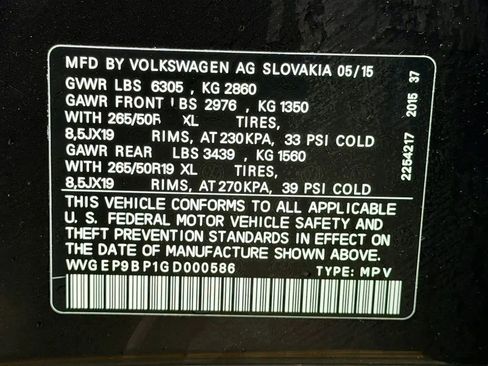 MFD BY VOLKSWAGEN AG SLOVAKIA 05/15
GVWR LBS 6305 , KG 2860
GAWR FRONT LBS 2976 , KG 1350
WITH 265/50R XL TIRES,
8,5JX19 RIMS, AT 230KPA, 33 PSI COLD
GAWR REAR LBS 3439 , KG 1560
WITH 265/50R19 XL TIRES,
8,5JX19 RIMS, AT 270KPA, 39 PSI COLD
THIS VEHICLE CONFORMS TO ALL APPLICABLE
U. S. FEDERAL MOTOR VEHICLE SAFETY AND
THEFT PREVENTION STANDARDS IN EFFECT ON
THE DATE OF MANUFACTURE SHOWN ABOVE.
WVGEP9BP1GD000586 TYPE: MPV
2254217 2015 37